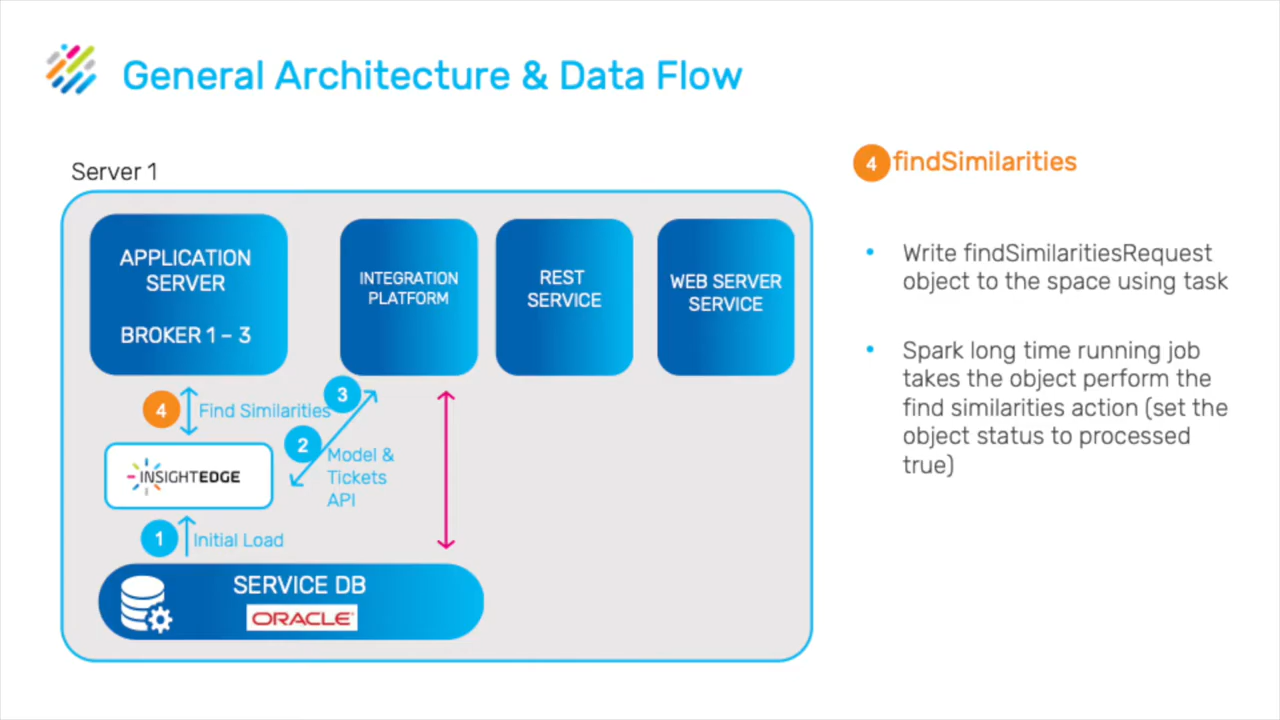 General Architecture & Data Flow
Server 1
APPLICATION
SERVER
BROKER 1 – 3
INTEGRATION
PLATFORM
REST
SERVICE
WEB SERVER
SERVICE
4
Find Similarities
3
2
Model &
Tickets
API
INSIGHTEDGE
1
Initial Load
SERVICE DB
ORACLE
4 findSimilarities
• Write findSimilaritiesRequest
object to the space using task
• Spark long time running job
takes the object perform the
find similarities action (set the
object status to processed
true)